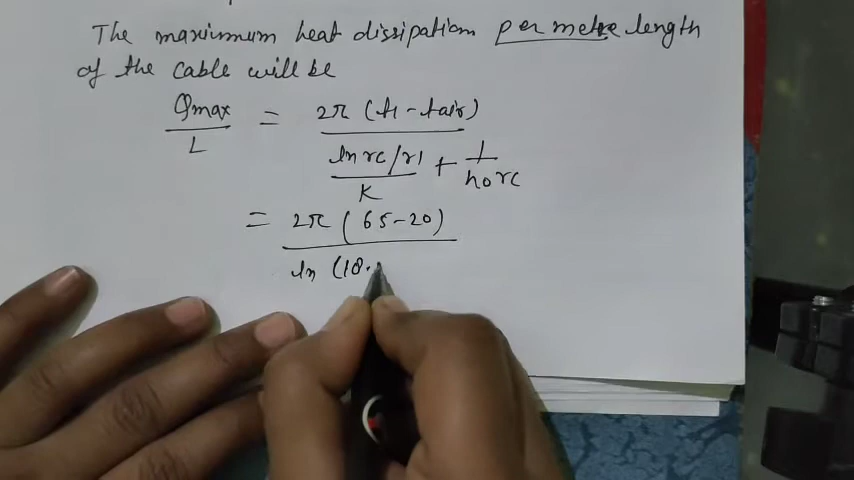 The maximum heat dissipation per metre length
of the cable will be
Qmax / L = 2π (t1 - tair) / (ln rc/r1 / K + 1 / ho rc)
= 2π (65-20)
ln (18.